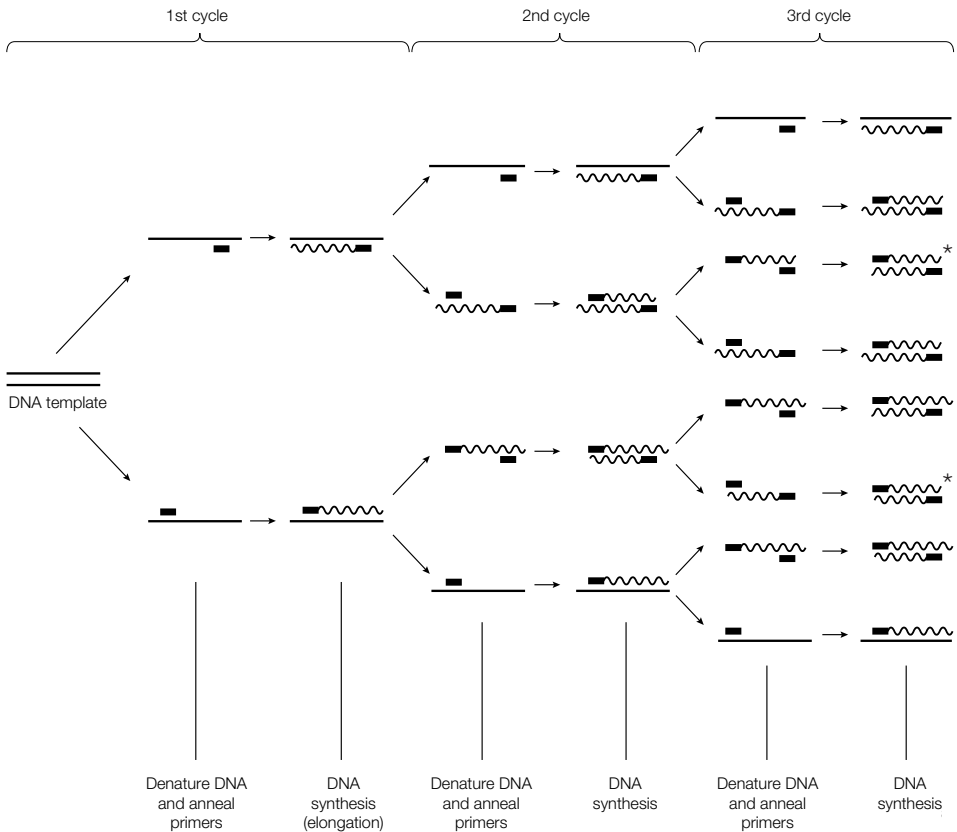 1st cycle
2nd cycle
3rd cycle
*
DNA template
*
Denature DNA
and anneal
primers
DNA
synthesis
(elongation)
Denature DNA
and anneal
primers
DNA
synthesis
Denature DNA
and anneal
primers
DNA
synthesis